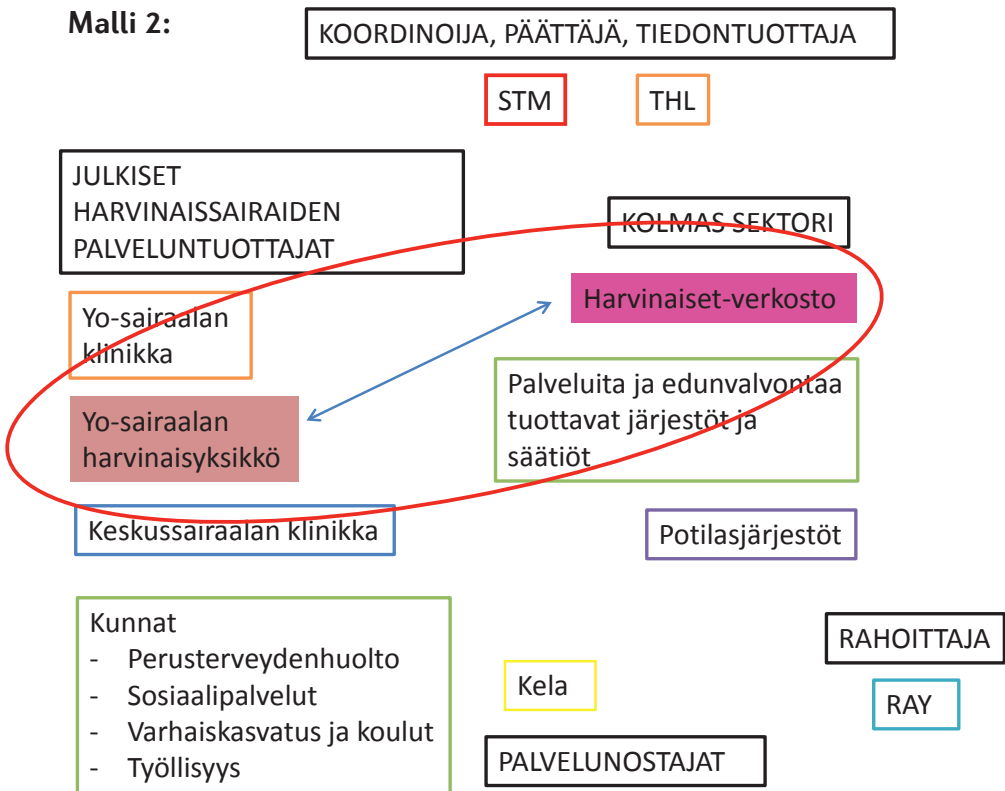 Malli 2:
KOORDINOIJA, PÄÄTTÄJÄ, TIEDONTUOTTAJA
STM
THL
JULKISET
HARVINAISSAIRAIDEN
PALVELUNTUOTTAJAT
KOLMAS SEKTORI
Yo-sairaalan
klinikka
Harvinaiset-verkosto
Yo-sairaalan
harvinaisyksikkö
Palveluita ja edunvalvontaa
tuottavat järjestöt ja
säätiöt
Keskussairaalan klinikka
Potilasjärjestöt
Kunnat
- Perusterveydenhuolto
- Sosiaalipalvelut
- Varhaiskasvatus ja koulut
- Työllisyys
Kela
PALVELUNOSTAJAT
RAHOITTAJA
RAY